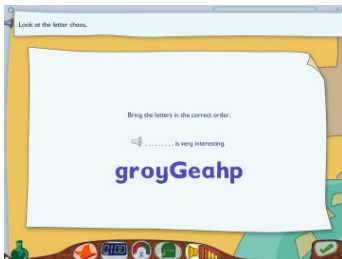 Look at the letter chaos.
Bring the letters in the correct order.
......... is very interesting.
groyGeahp